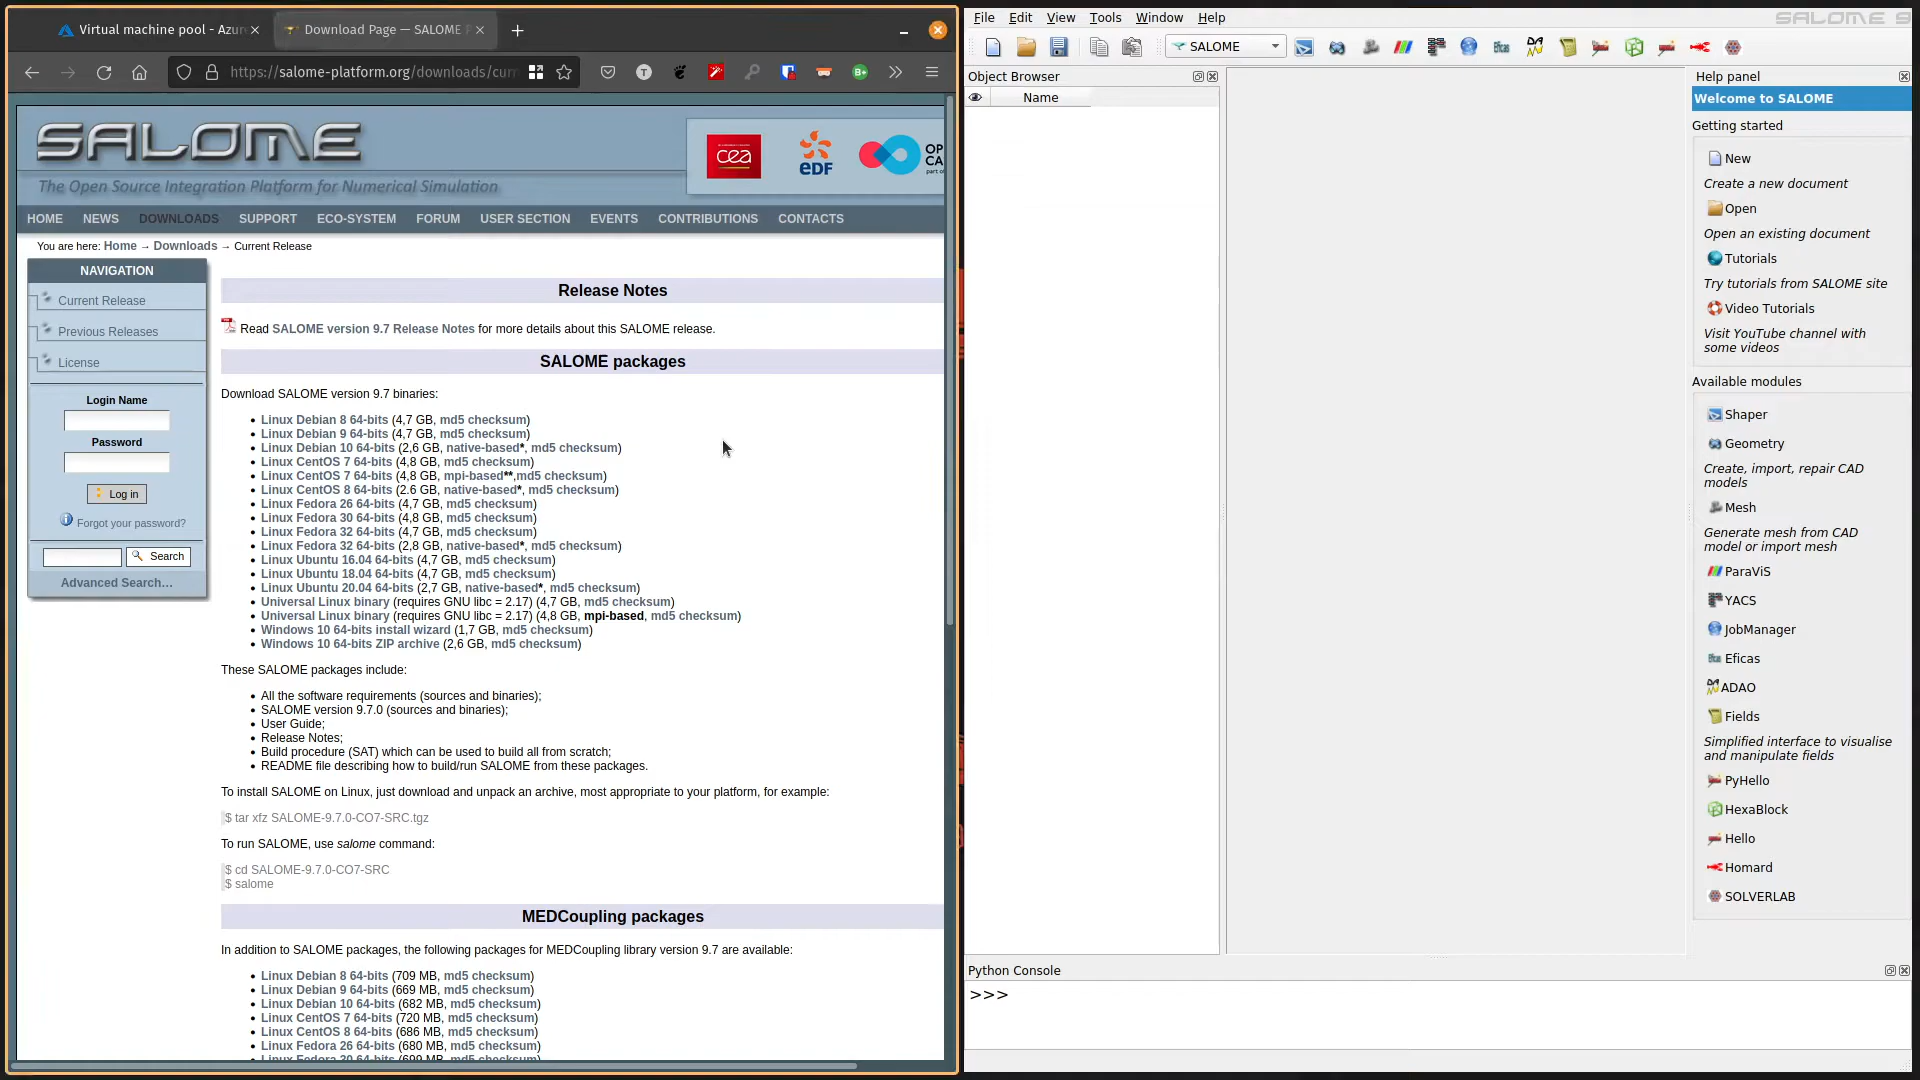 Virtual machine pool - Azur
Download Page — SALOME P
https://salome-platform.org/downloads/curr
SALOME
The Open Source Integration Platform for Numerical Simulation
cea
eDF
OP
CA
part of
HOME NEWS DOWNLOADS SUPPORT ECO-SYSTEM FORUM USER SECTION EVENTS CONTRIBUTIONS CONTACTS
You are here: Home → Downloads → Current Release
NAVIGATION
Current Release
Previous Releases
License
Login Name
Password
Log in
Forgot your password?
Search
Advanced Search…
Release Notes
Read SALOME version 9.7 Release Notes for more details about this SALOME release.
SALOME packages
Download SALOME version 9.7 binaries:
Linux Debian 8 64-bits (4,7 GB, md5 checksum)
Linux Debian 9 64-bits (4,7 GB, md5 checksum)
Linux Debian 10 64-bits (2,6 GB, native-based*, md5 checksum)
Linux CentOS 7 64-bits (4,8 GB, md5 checksum)
Linux CentOS 7 64-bits (4,8 GB, mpi-based**,md5 checksum)
Linux CentOS 8 64-bits (2.6 GB, native-based*, md5 checksum)
Linux Fedora 26 64-bits (4,7 GB, md5 checksum)
Linux Fedora 30 64-bits (4,8 GB, md5 checksum)
Linux Fedora 32 64-bits (4,7 GB, md5 checksum)
Linux Fedora 32 64-bits (2,8 GB, native-based*, md5 checksum)
Linux Ubuntu 16.04 64-bits (4,7 GB, md5 checksum)
Linux Ubuntu 18.04 64-bits (4,7 GB, md5 checksum)
Linux Ubuntu 20.04 64-bits (2,7 GB, native-based*, md5 checksum)
Universal Linux binary (requires GNU libc = 2.17) (4,7 GB, md5 checksum)
Universal Linux binary (requires GNU libc = 2.17) (4,8 GB, mpi-based, md5 checksum)
Windows 10 64-bits install wizard (1,7 GB, md5 checksum)
Windows 10 64-bits ZIP archive (2,6 GB, md5 checksum)
These SALOME packages include:
All the software requirements (sources and binaries);
SALOME version 9.7.0 (sources and binaries);
User Guide;
Release Notes;
Build procedure (SAT) which can be used to build all from scratch;
README file describing how to build/run SALOME from these packages.
To install SALOME on Linux, just download and unpack an archive, most appropriate to your platform, for example:
$ tar xfz SALOME-9.7.0-CO7-SRC.tgz
To run SALOME, use salome command:
$ cd SALOME-9.7.0-CO7-SRC
$ salome
MEDCoupling packages
In addition to SALOME packages, the following packages for MEDCoupling library version 9.7 are available:
Linux Debian 8 64-bits (709 MB, md5 checksum)
Linux Debian 9 64-bits (669 MB, md5 checksum)
Linux Debian 10 64-bits (682 MB, md5 checksum)
Linux CentOS 7 64-bits (720 MB, md5 checksum)
Linux CentOS 8 64-bits (686 MB, md5 checksum)
Linux Fedora 26 64-bits (680 MB, md5 checksum)
Linux Fedora 30 64-bits (699 MB, md5 checksum)
File Edit View Tools Window Help
SALOME 9
SALOME
Object Browser
Name
Help panel
Welcome to SALOME
Getting started
New
Create a new document
Open
Open an existing document
Tutorials
Try tutorials from SALOME site
Video Tutorials
Visit YouTube channel with
some videos
Available modules
Shaper
Geometry
Create, import, repair CAD
models
Mesh
Generate mesh from CAD
model or import mesh
ParaViS
YACS
JobManager
Eficas
ADAO
Fields
Simplified interface to visualise
and manipulate fields
PyHello
HexaBlock
Hello
Homard
SOLVERLAB
Python Console
>>>